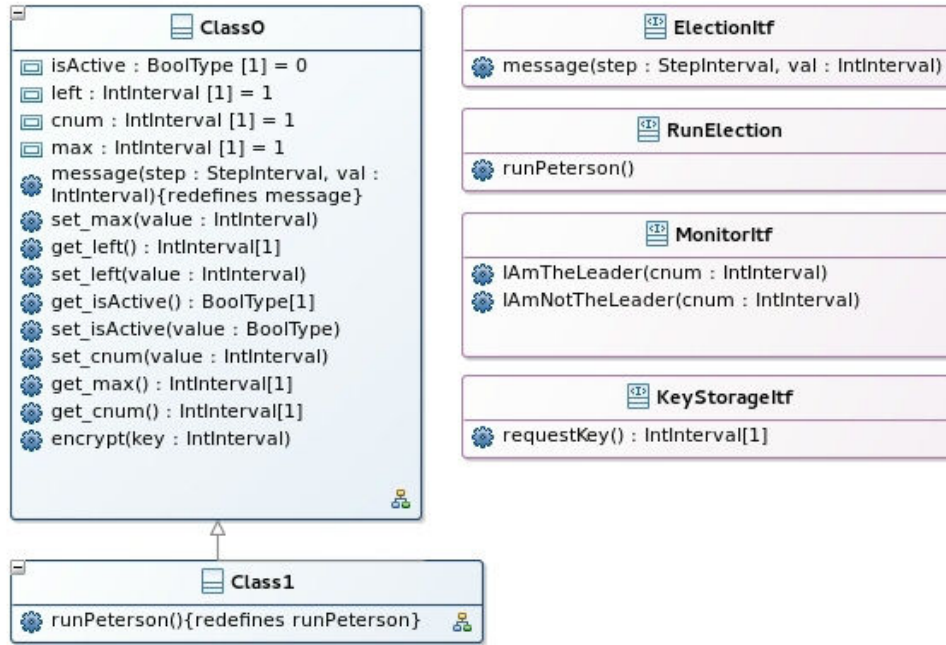 Class0
isActive : BoolType [1] = 0
left : IntInterval [1] = 1
cnum : IntInterval [1] = 1
max : IntInterval [1] = 1
message(step : StepInterval, val :
IntInterval){redefines message}
set_max(value : IntInterval)
get_left() : IntInterval[1]
set_left(value : IntInterval)
get_isActive() : BoolType[1]
set_isActive(value : BoolType)
set_cnum(value : IntInterval)
get_max() : IntInterval[1]
get_cnum() : IntInterval[1]
encrypt(key : IntInterval)
Class1
runPeterson(){redefines runPeterson}
<I> ElectionItf
message(step : StepInterval, val : IntInterval)
<I> RunElection
runPeterson()
<I> MonitorItf
IAmTheLeader(cnum : IntInterval)
IAmNotTheLeader(cnum : IntInterval)
<I> KeyStorageItf
requestKey() : IntInterval[1]